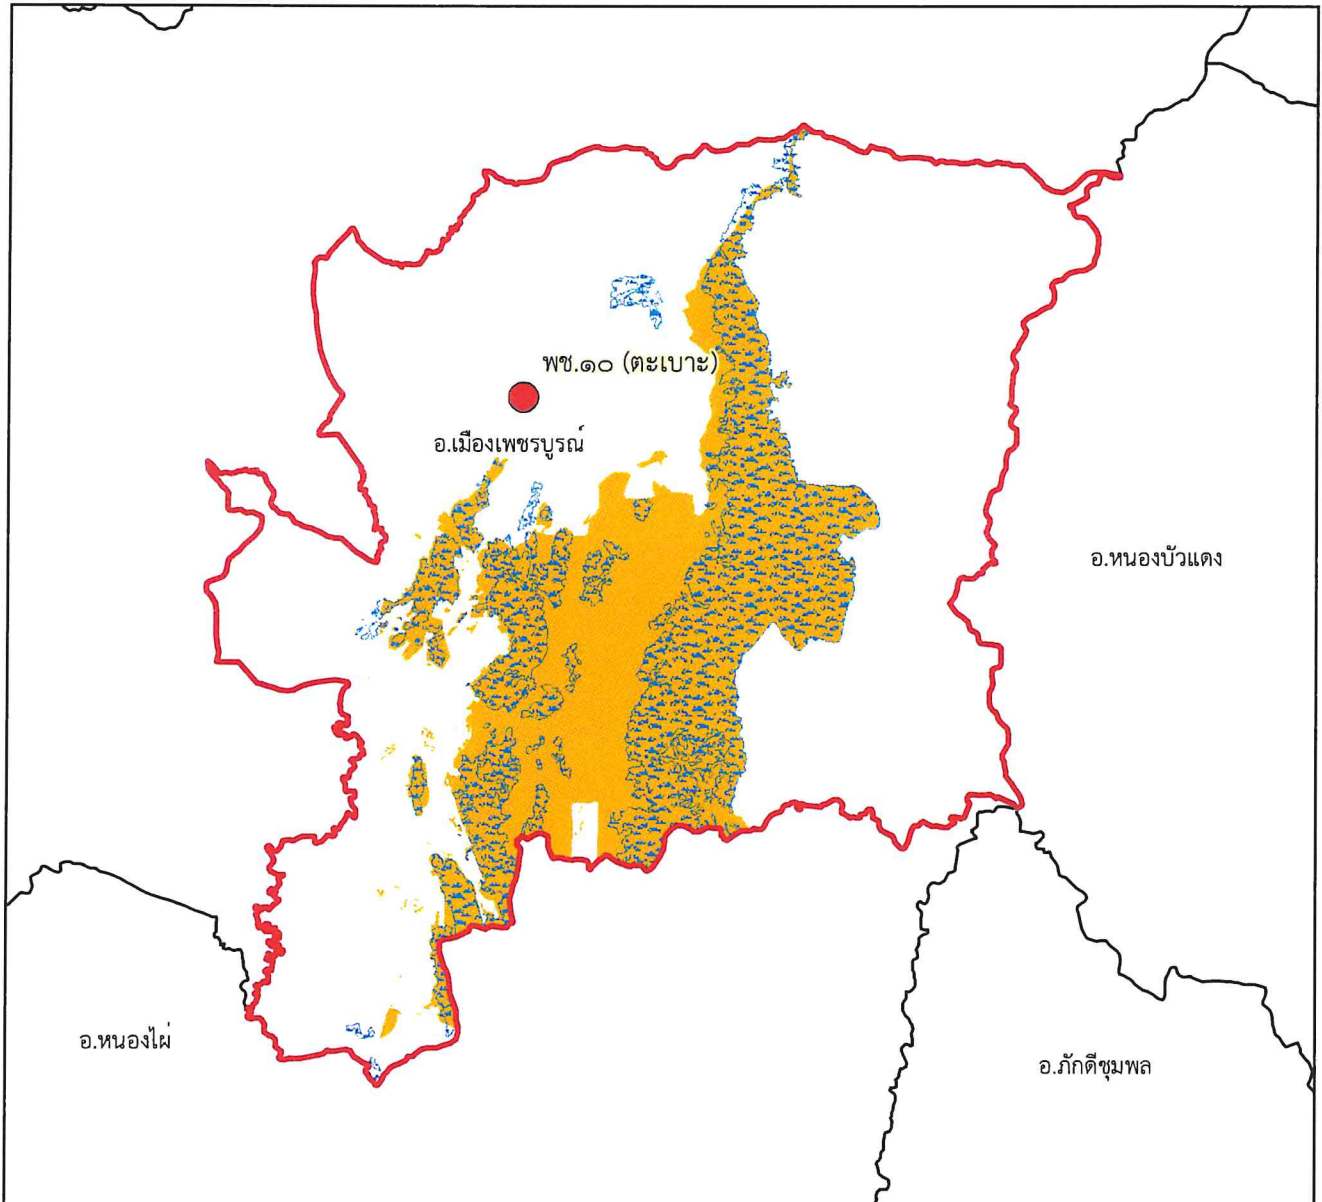 พช.๑๐ (ตะเบาะ)
อ.เมืองเพชรบูรณ์
อ.หนองบัวแดง
อ.หนองไผ่
อ.ภักดีชุมพล